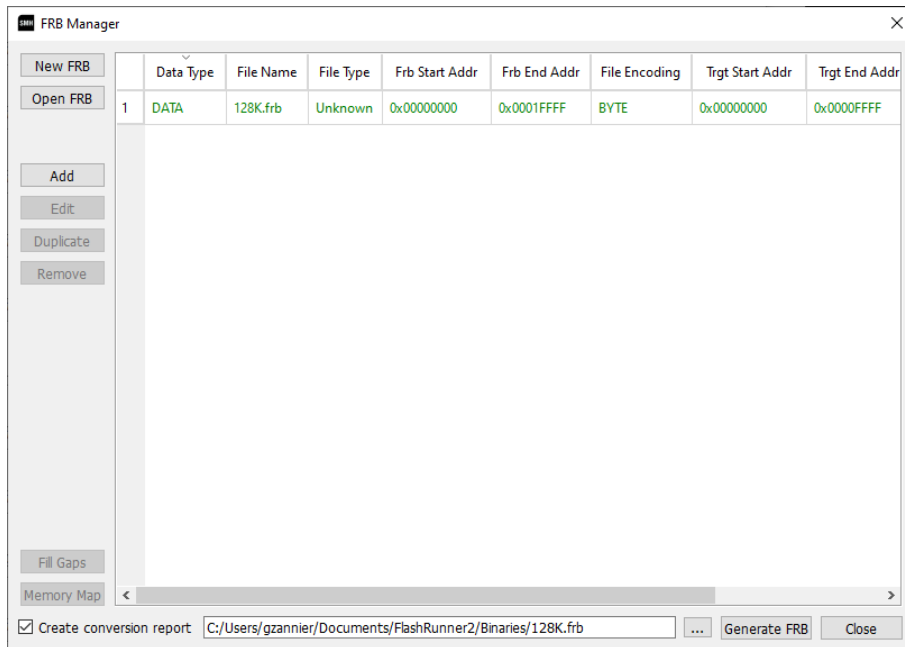 SMH FRB Manager
New FRB
Open FRB
Add
Edit
Duplicate
Remove
Fill Gaps
Memory Map
Data Type File Name File Type Frb Start Addr Frb End Addr File Encoding Trgt Start Addr Trgt End Addr
1 DATA 128K.frb Unknown 0x00000000 0x0001FFFF BYTE 0x00000000 0x0000FFFF
Create conversion report C:/Users/gzannier/Documents/FlashRunner2/Binaries/128K.frb ... Generate FRB Close